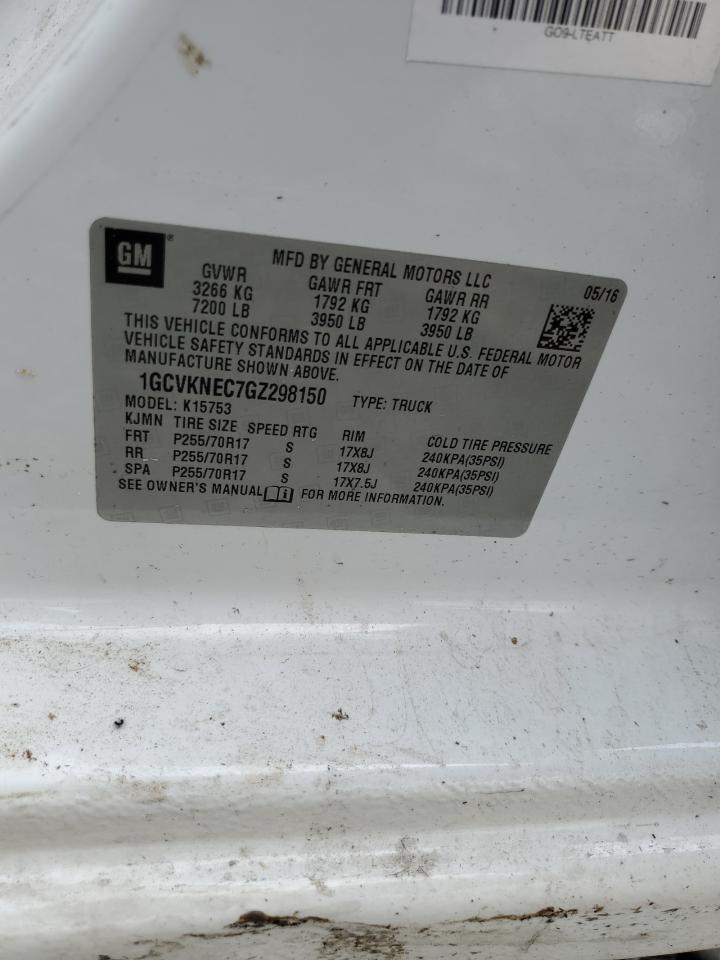 GO9-LTEATT
GM®
MFD BY GENERAL MOTORS LLC
05/16
GVWR GAWR FRT GAWR RR
3266 KG 1792 KG 1792 KG
7200 LB 3950 LB 3950 LB
THIS VEHICLE CONFORMS TO ALL APPLICABLE U.S. FEDERAL MOTOR
VEHICLE SAFETY STANDARDS IN EFFECT ON THE DATE OF
MANUFACTURE SHOWN ABOVE.
1GCVKNEC7GZ298150 TYPE: TRUCK
MODEL: K15753
KJMN TIRE SIZE SPEED RTG RIM COLD TIRE PRESSURE
FRT P255/70R17 S 17X8J 240KPA(35PSI)
RR P255/70R17 S 17X8J 240KPA(35PSI)
SPA P255/70R17 S 17X7.5J 240KPA(35PSI)
SEE OWNER'S MANUAL FOR MORE INFORMATION.